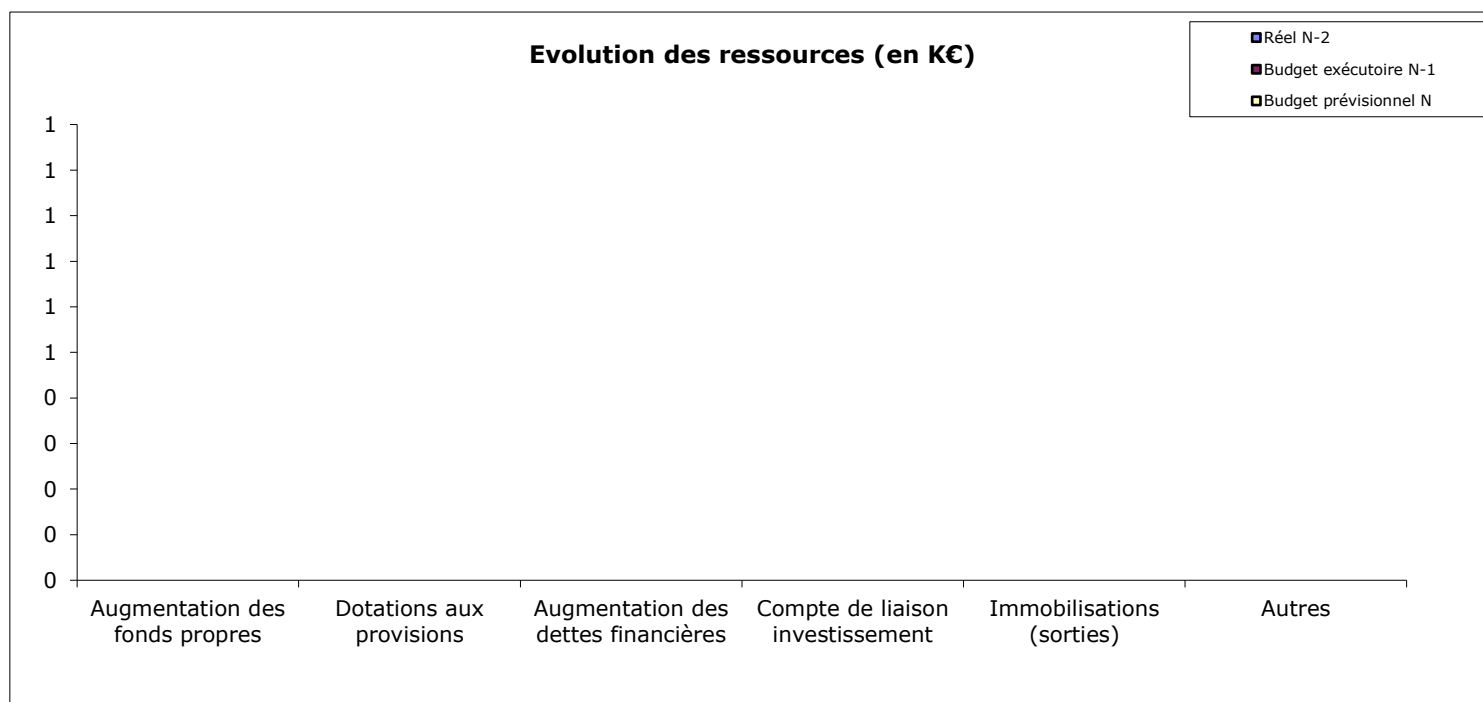 Evolution des ressources (en K€)
Réel N-2
Budget exécutoire N-1
Budget prévisionnel N
1
1
1
1
1
1
0
0
0
0
0
Augmentation des
fonds propres
Dotations aux
provisions
Augmentation des
dettes financières
Compte de liaison
investissement
Immobilisations
(sorties)
Autres